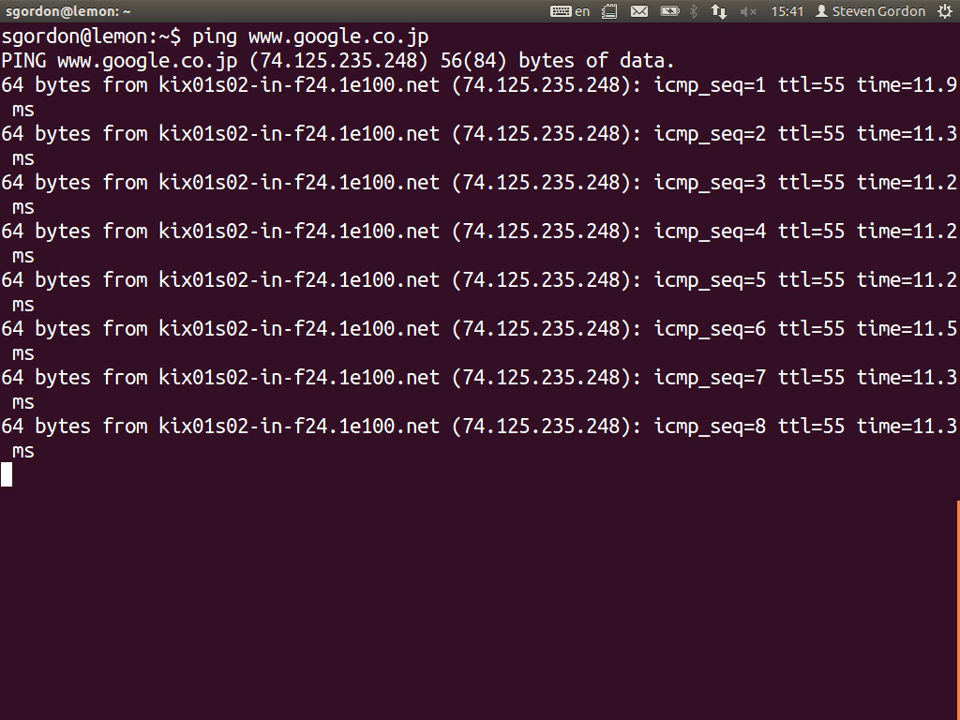 sgordon@lemon: ~ en 15:41 Steven Gordon
sgordon@lemon:~$ ping www.google.co.jp
PING www.google.co.jp (74.125.235.248) 56(84) bytes of data.
64 bytes from kix01s02-in-f24.1e100.net (74.125.235.248): icmp_seq=1 ttl=55 time=11.9
ms
64 bytes from kix01s02-in-f24.1e100.net (74.125.235.248): icmp_seq=2 ttl=55 time=11.3
ms
64 bytes from kix01s02-in-f24.1e100.net (74.125.235.248): icmp_seq=3 ttl=55 time=11.2
ms
64 bytes from kix01s02-in-f24.1e100.net (74.125.235.248): icmp_seq=4 ttl=55 time=11.2
ms
64 bytes from kix01s02-in-f24.1e100.net (74.125.235.248): icmp_seq=5 ttl=55 time=11.2
ms
64 bytes from kix01s02-in-f24.1e100.net (74.125.235.248): icmp_seq=6 ttl=55 time=11.5
ms
64 bytes from kix01s02-in-f24.1e100.net (74.125.235.248): icmp_seq=7 ttl=55 time=11.3
ms
64 bytes from kix01s02-in-f24.1e100.net (74.125.235.248): icmp_seq=8 ttl=55 time=11.3
ms